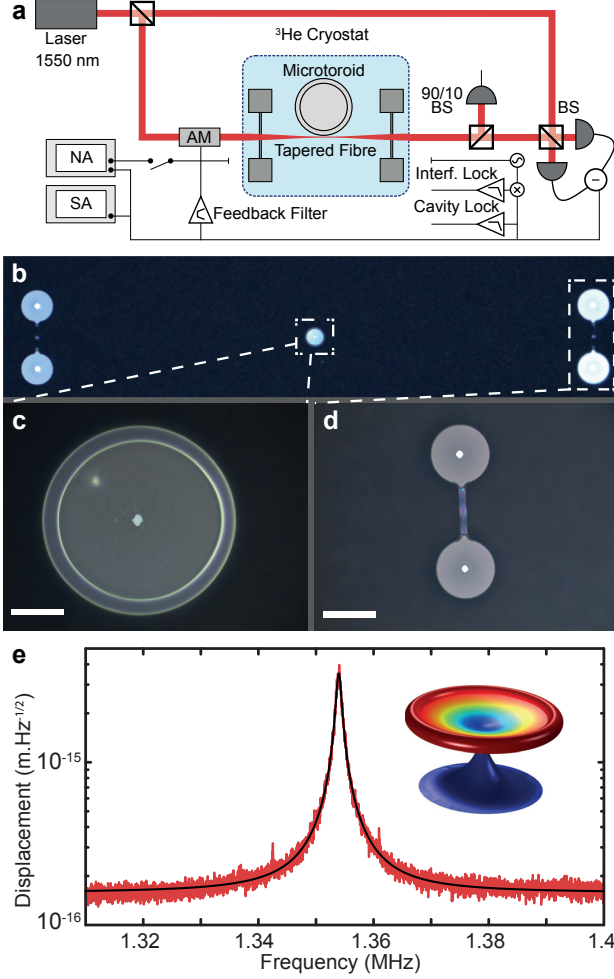 a
Laser
1550 nm
³He Cryostat
Microtoroid
90/10
BS
BS
AM
Tapered Fibre
NA
SA
Interf. Lock
Cavity Lock
Feedback Filter
b
c
d
e
Displacement (m.Hz⁻¹ᐟ²)
10⁻¹⁵
10⁻¹⁶
1.32
1.34
1.36
1.38
1.4
Frequency (MHz)